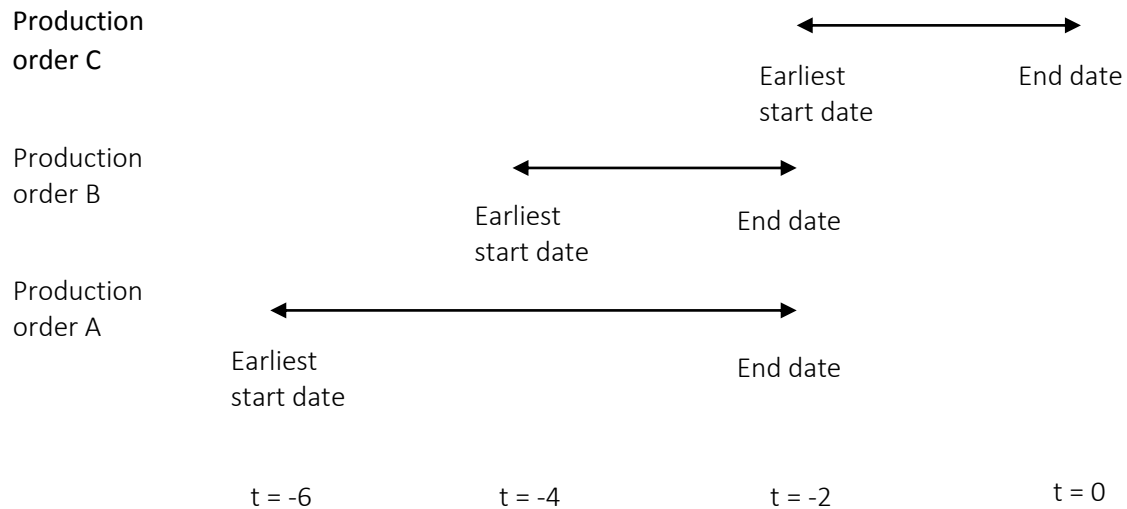 Production
order C
Earliest
start date
End date
Production
order B
Earliest
start date
End date
Production
order A
Earliest
start date
End date
t = -6
t = -4
t = -2
t = 0